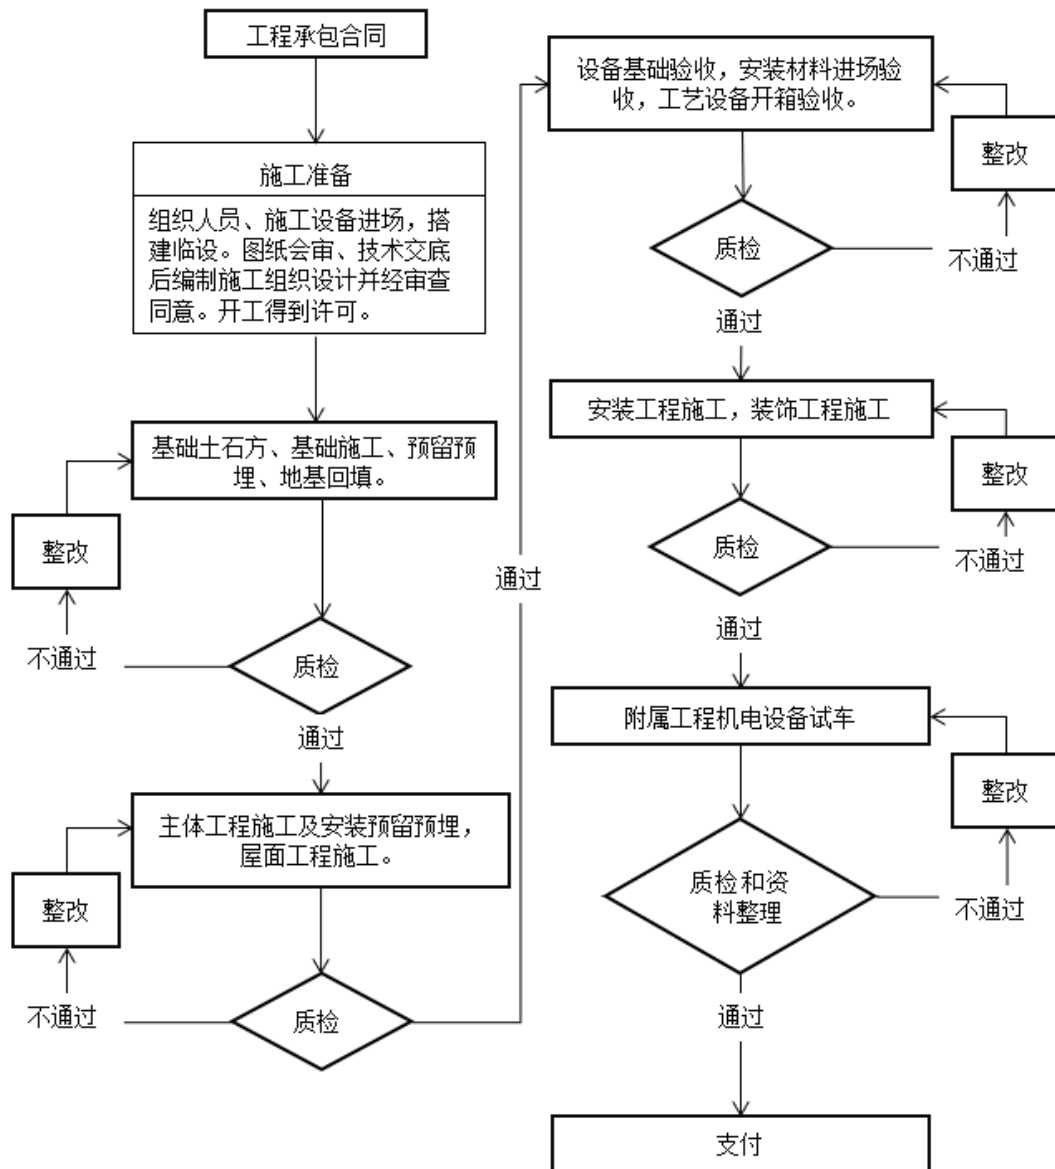 工程承包合同
施工准备
组织人员、施工设备进场，搭
建临设。图纸会审、技术交底
后编制施工组织设计并经审查
同意。开工得到许可。
基础土石方、基础施工、预留预
埋、地基回填。
整改
质检
不通过
通过
主体工程施工及安装预留预埋，
屋面工程施工。
整改
质检
不通过
通过
设备基础验收，安装材料进场验
收，工艺设备开箱验收。
整改
质检
不通过
通过
安装工程施工，装饰工程施工
整改
质检
不通过
通过
附属工程机电设备试车
整改
质检和资
料整理
不通过
通过
支付